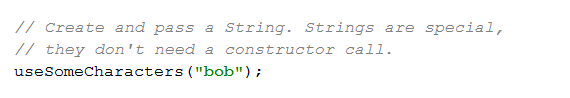 // Create and pass a String. Strings are special,
// they don't need a constructor call.
useSomeCharacters("bob");